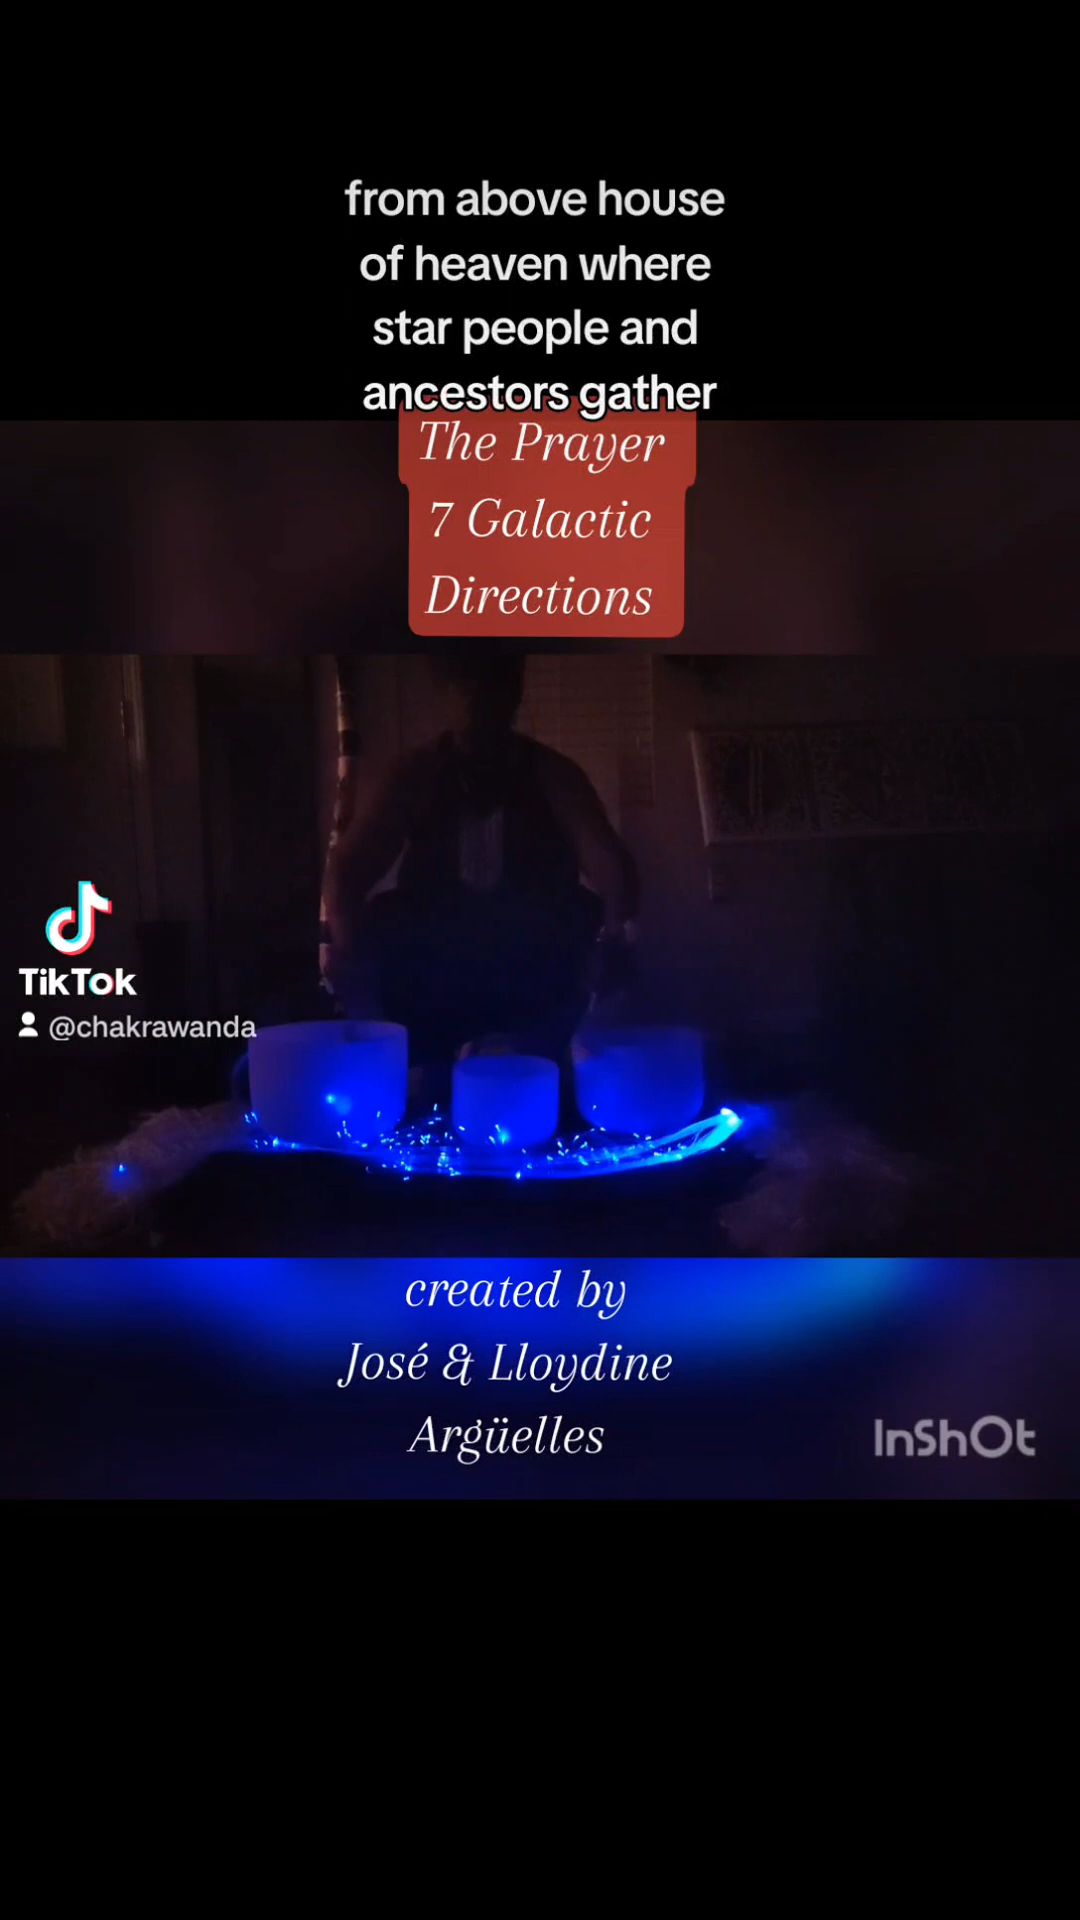 from above house
of heaven where
star people and
ancestors gather
The Prayer
7 Galactic
Directions
TikTok
@chakrawanda
created by
José & Lloydine
Argüelles
InShOt